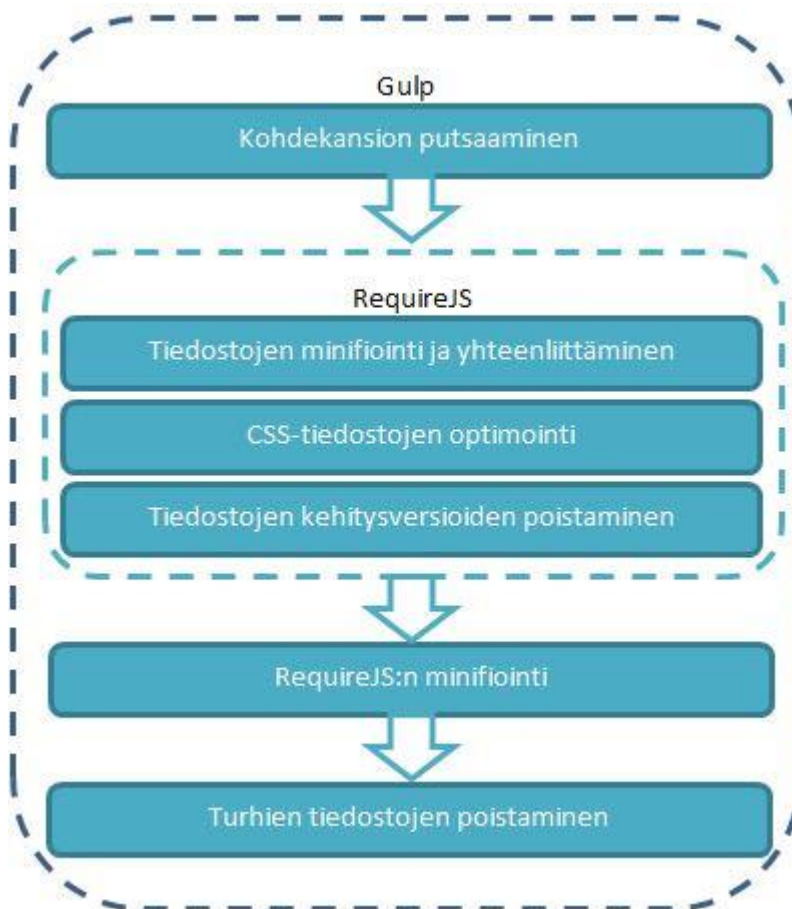 Gulp
Kohdekansion putsaaminen
RequireJS
Tiedostojen minifiointi ja yhteenliittäminen
CSS-tiedostojen optimointi
Tiedostojen kehitysversioiden poistaminen
RequireJS:n minifiointi
Turhien tiedostojen poistaminen